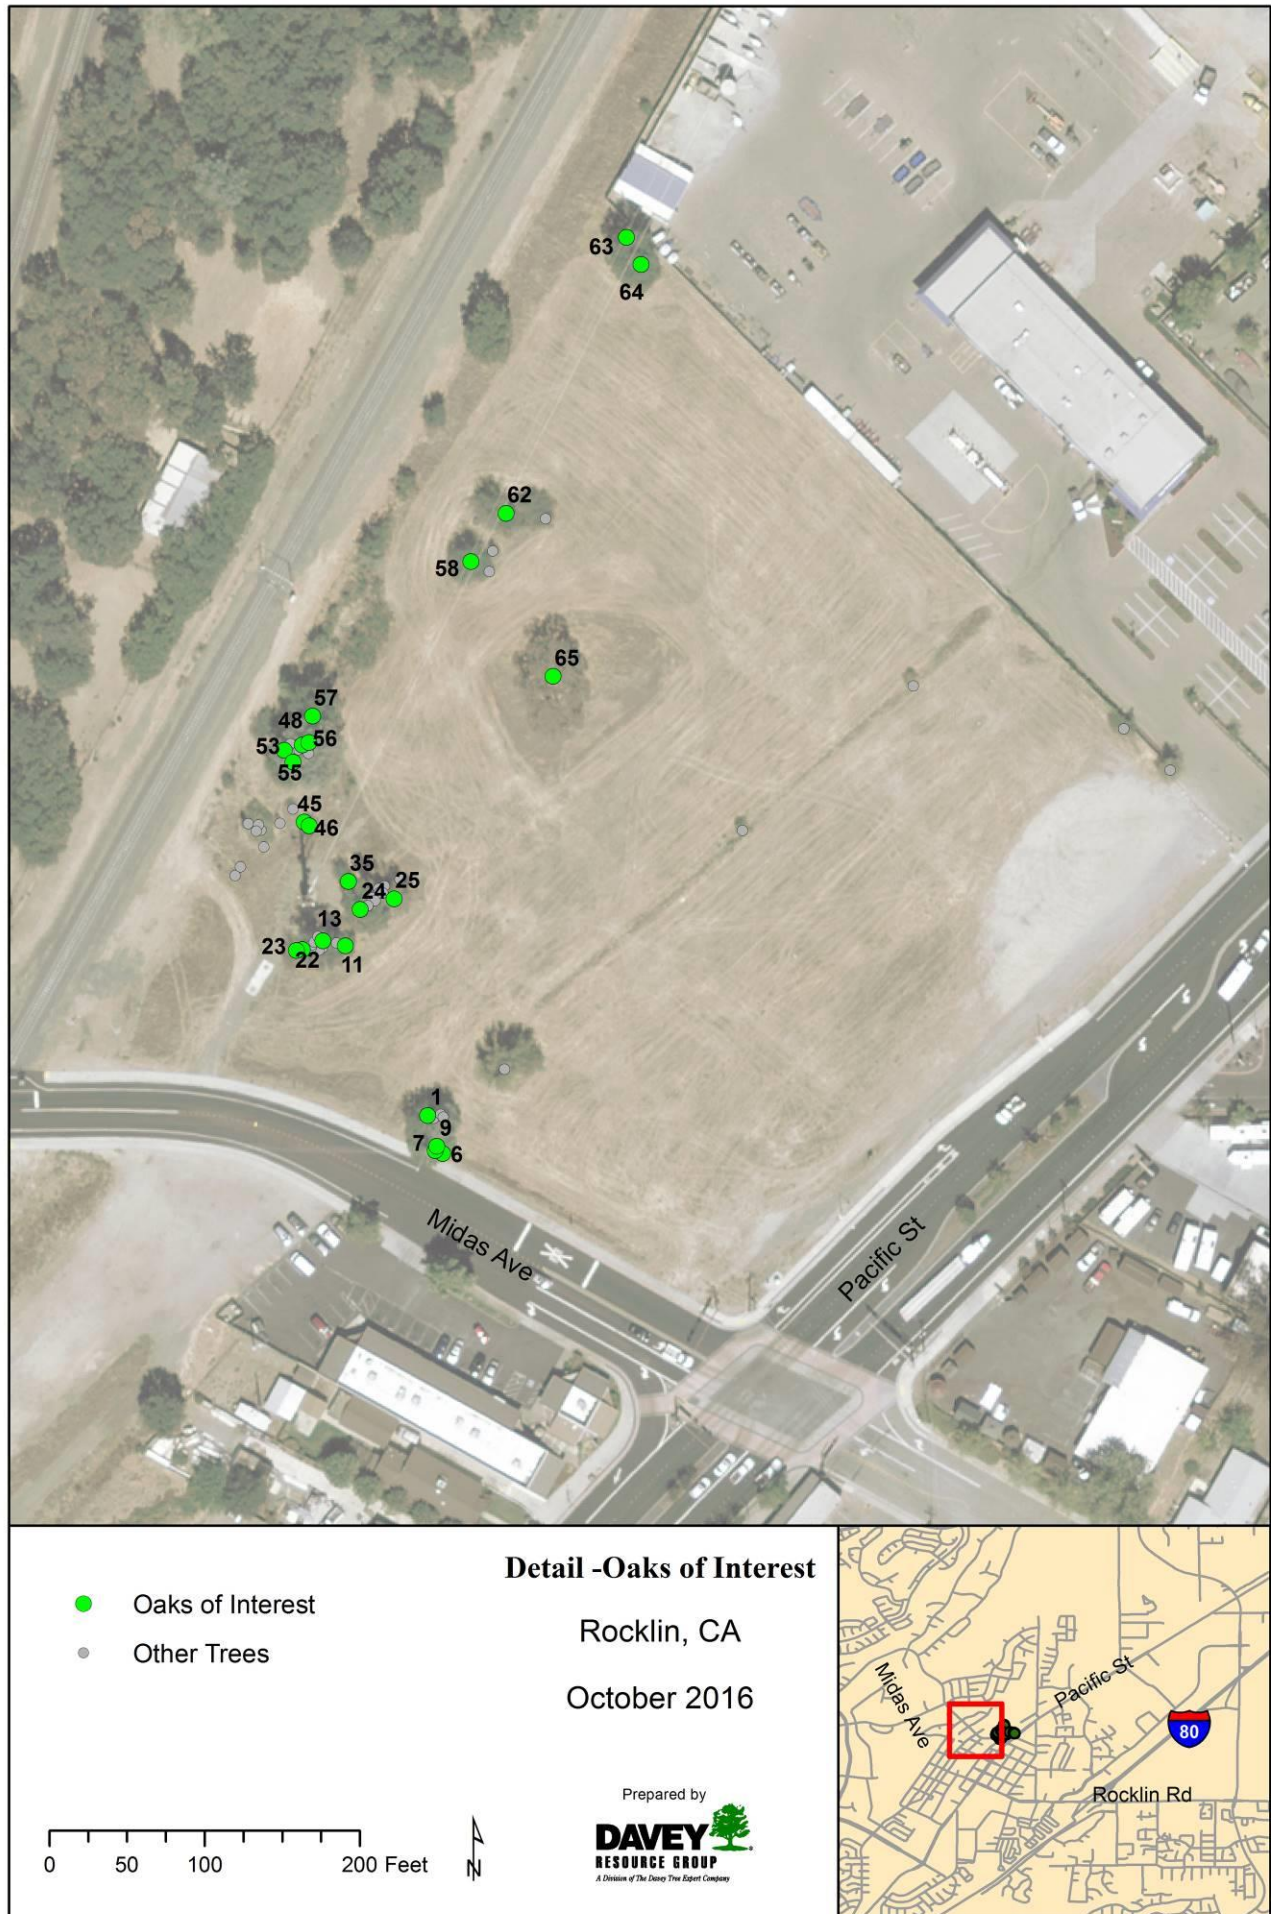 63
64
62
58
65
57
48
56
53
55
45
46
35
25
24
13
23
22
11
1
9
7
6
Midas Ave
Pacific St
Detail -Oaks of Interest
Rocklin, CA
October 2016
Oaks of Interest
Other Trees
0 50 100 200 Feet
N
Prepared by
DAVEY
RESOURCE GROUP
A Division of The Davey Tree Expert Company
Midas Ave
Pacific St
80
Rocklin Rd